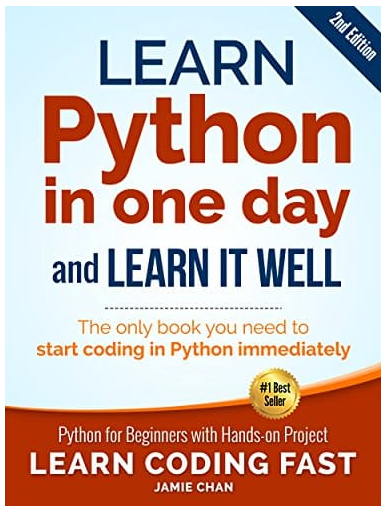 2nd Edition
LEARN
Python
in one day
and LEARN IT WELL
The only book you need to
start coding in Python immediately
#1 Best
Seller
Python for Beginners with Hands-on Project
LEARN CODING FAST
JAMIE CHAN